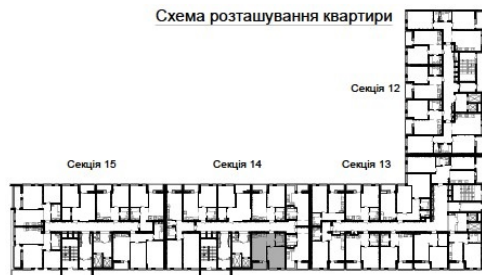 Схема розташування квартири
Секція 12
Секція 15
Секція 14
Секція 13